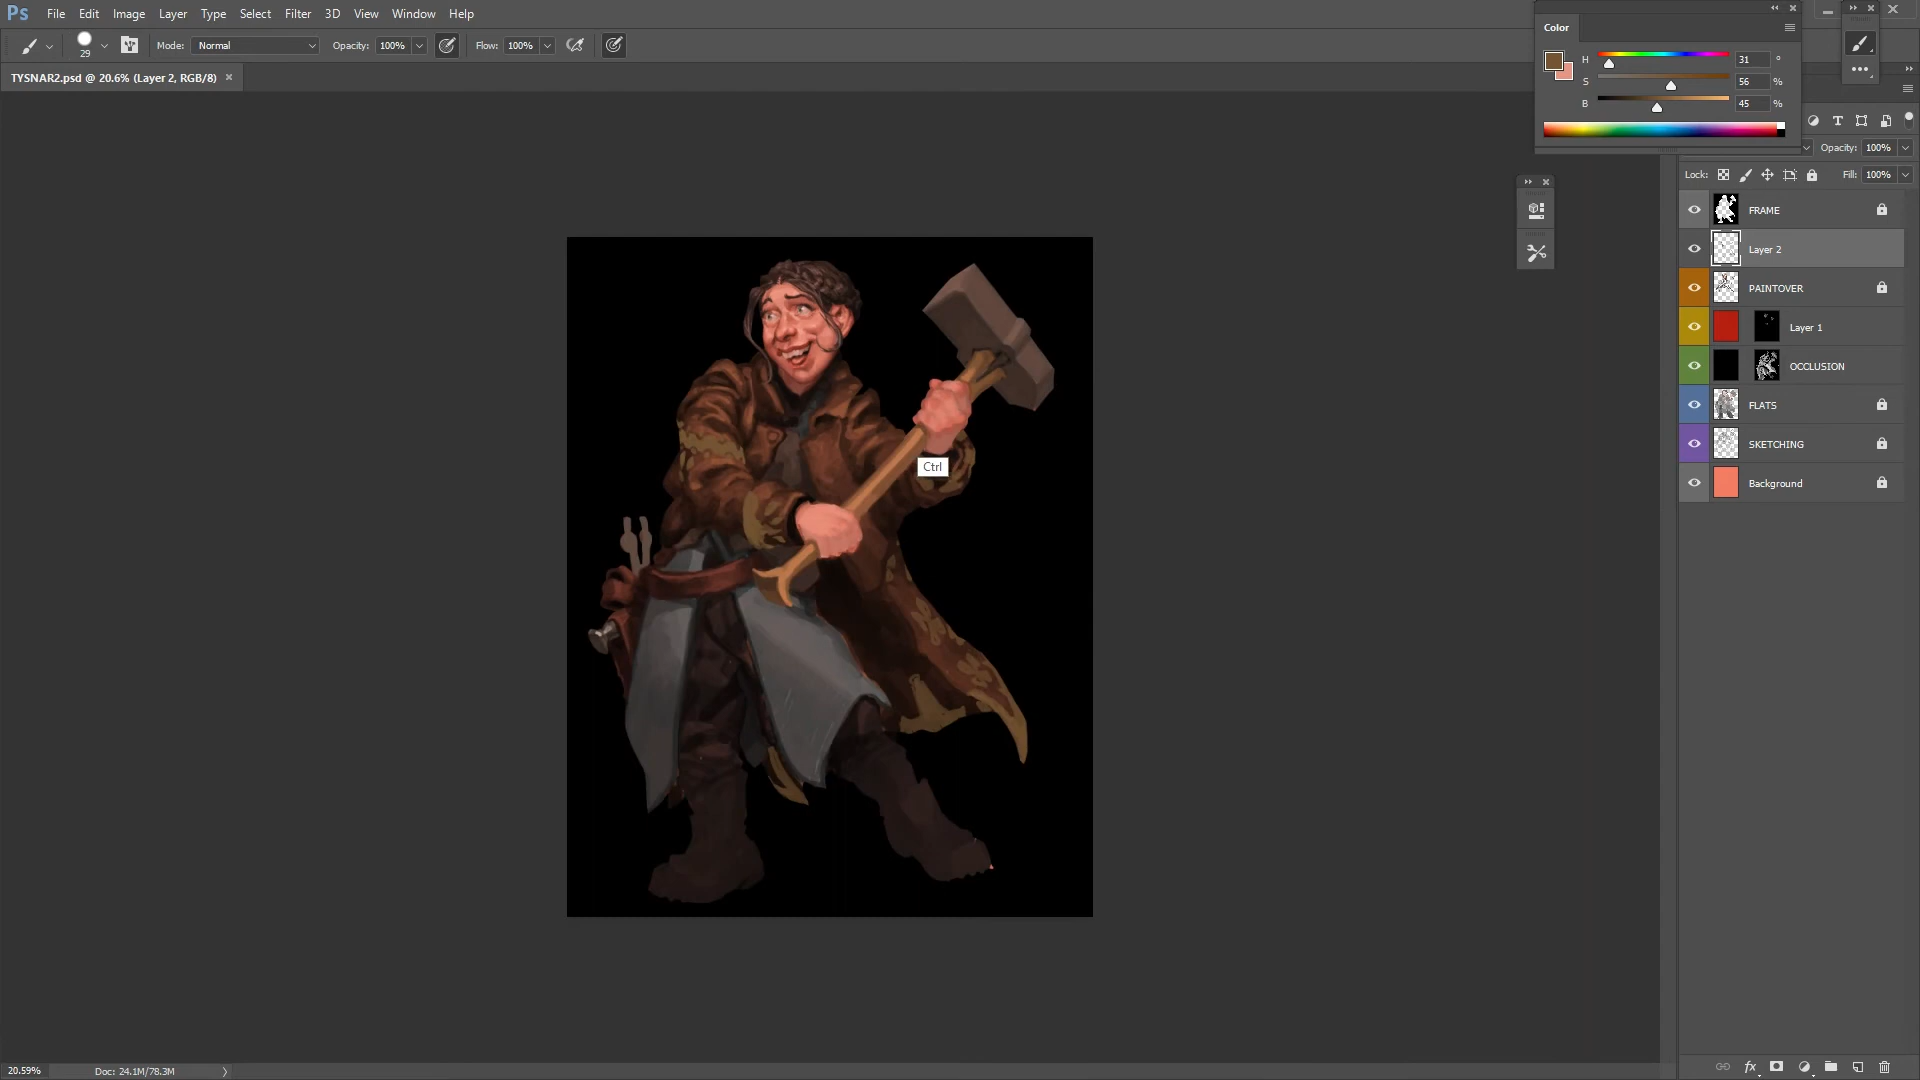 Ps File Edit Image Layer Type Select Filter 3D View Window Help
29 Mode: Normal Opacity: 100% Flow: 100%
TYSNAR2.psd @ 20.6% (Layer 2, RGB/8) ×
Color
H 31 °
S 56 %
B 45 %
Opacity: 100%
Lock: Fill: 100%
FRAME
Layer 2
PAINTOVER
Layer 1
OCCLUSION
FLATS
SKETCHING
Background
Ctrl
20.59% Doc: 24.1M/78.3M
fx